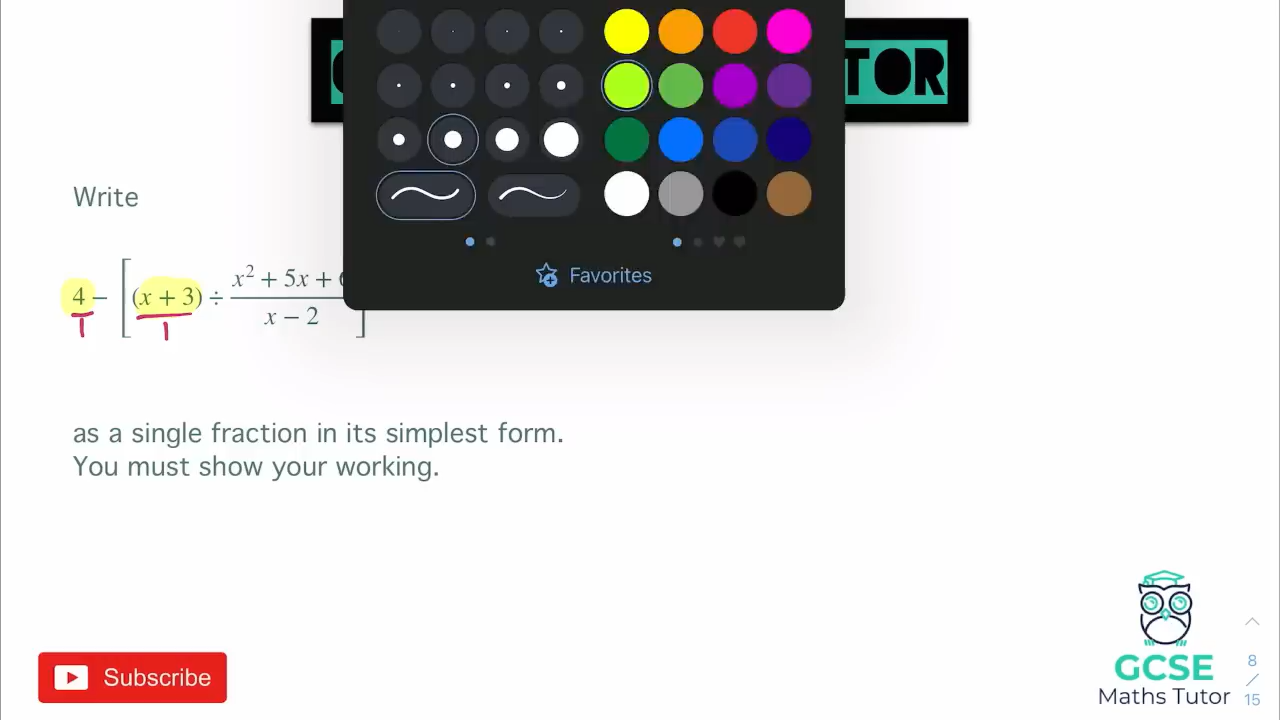 TOR
Write
4 − [(x + 3) ÷ (x² + 5x + 6)/(x − 2)]
1 1
Favorites
as a single fraction in its simplest form.
You must show your working.
Subscribe
GCSE
Maths Tutor
8
/
15